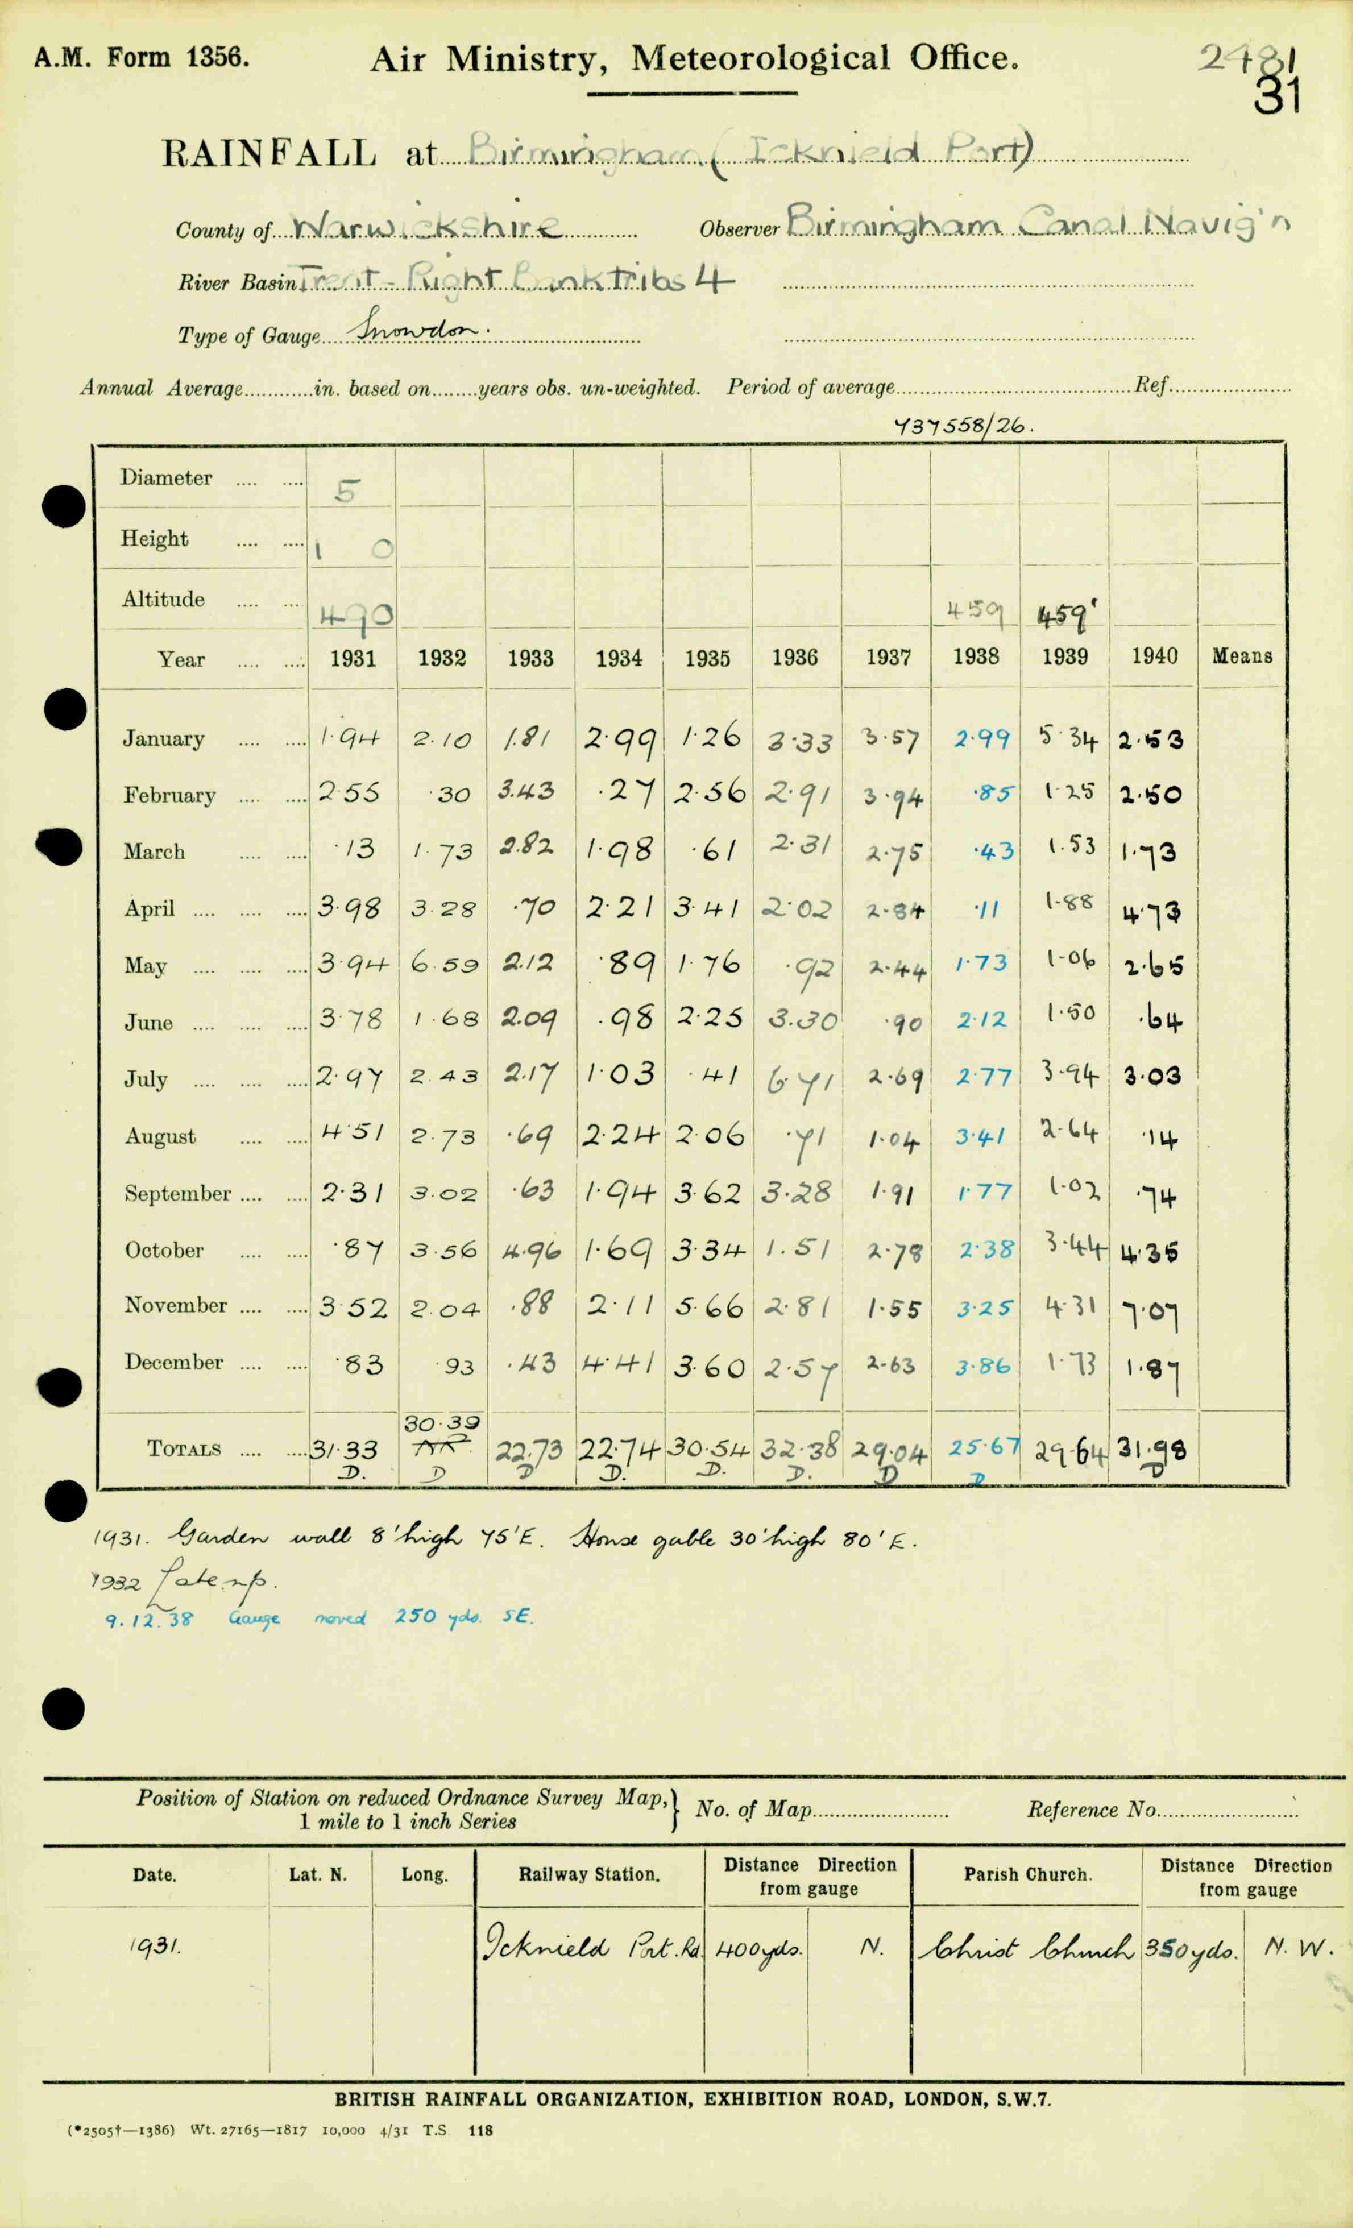 A.M. Form 1356. Air Ministry, Meteorological Office. 2481
31
RAINFALL at Birmingham (Icknield Port)
County of Warwickshire Observer Birmingham Canal Navig'n
River Basin Trent - Right Bank tribs 4
Type of Gauge Snowdon.
Annual Average in. based on years obs. un-weighted. Period of average Ref.
737558/26.
Diameter 5
Height 1 0
Altitude 490 459 459'
Year 1931 1932 1933 1934 1935 1936 1937 1938 1939 1940 Means
January 1.94 2.10 1.81 2.99 1.26 3.33 3.57 2.99 5.34 2.53
February 2.55 .30 3.43 .27 2.56 2.91 3.94 .85 1.25 2.50
March .13 1.73 2.82 1.98 .61 2.31 2.75 .43 1.53 1.73
April 3.98 3.28 .70 2.21 3.41 2.02 2.84 .11 1.88 4.73
May 3.94 6.59 2.12 .89 1.76 .92 2.44 1.73 1.06 2.65
June 3.78 1.68 2.09 .98 2.25 3.30 .90 2.12 1.50 .64
July 2.97 2.43 2.17 1.03 .41 6.71 2.69 2.77 3.94 3.03
August 4.51 2.73 .69 2.24 2.06 .71 1.04 3.41 2.64 .14
September 2.31 3.02 .63 1.94 3.62 3.28 1.91 1.77 1.02 .74
October .87 3.56 4.96 1.69 3.34 1.51 2.78 2.38 3.44 4.35
November 3.52 2.04 .88 2.11 5.66 2.81 1.55 3.25 4.31 7.07
December .83 .93 .43 4.41 3.60 2.57 2.63 3.86 1.73 1.87
30.39
TOTALS 31.33 22.73 22.74 30.54 32.38 29.04 25.67 29.64 31.98
D. D D D. D. D. D D D
1931. Garden wall 8' high 75' E. House gable 30' high 80' E.
1932 Late
9.12.38 Gauge moved 250 yds. SE.
Position of Station on reduced Ordnance Survey Map,
1 mile to 1 inch Series
No. of Map Reference No.
Date. Lat. N. Long. Railway Station. Distance Direction from gauge Parish Church. Distance Direction from gauge
1931. Icknield Port. Rd. 400yds. N. Christ Church 350yds. N. W.
BRITISH RAINFALL ORGANIZATION, EXHIBITION ROAD, LONDON, S.W.7.
(*2505†—1386) Wt. 27165—1817 10,000 4/31 T.S. 118